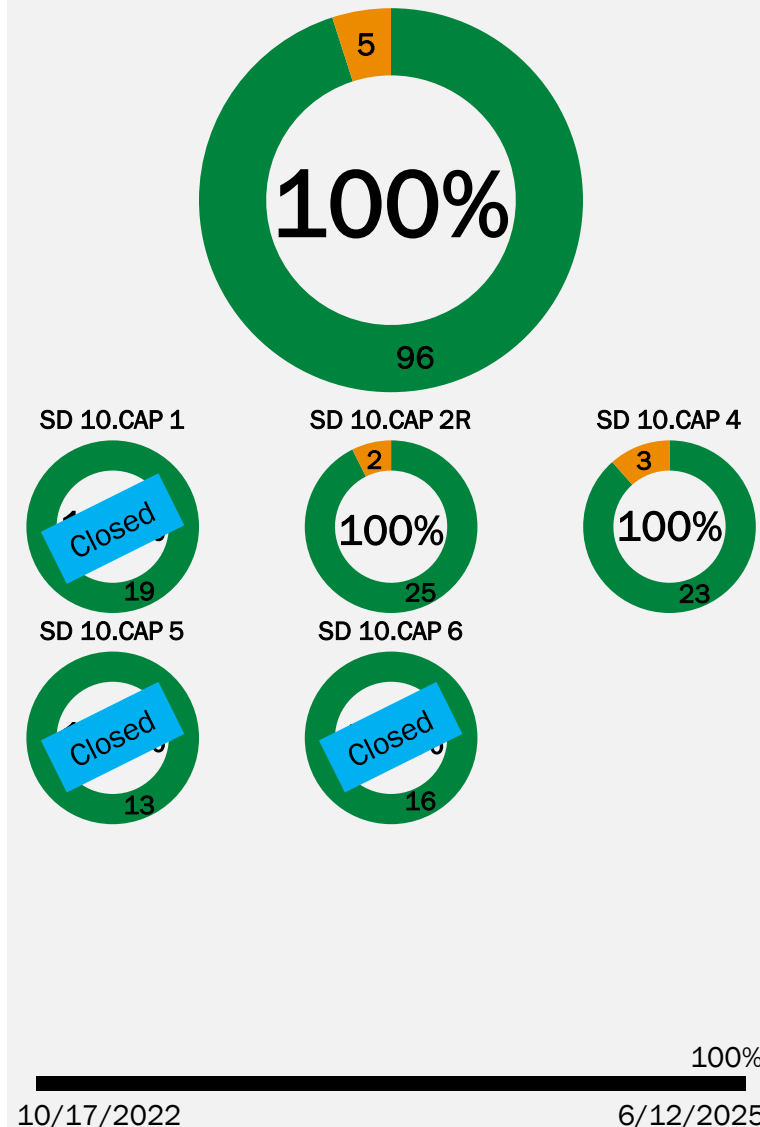 5
100%
96
SD 10.CAP 1
SD 10.CAP 2R
SD 10.CAP 4
Closed
19
2
100%
25
3
100%
23
SD 10.CAP 5
SD 10.CAP 6
Closed
13
Closed
16
100%
10/17/2022
6/12/2025